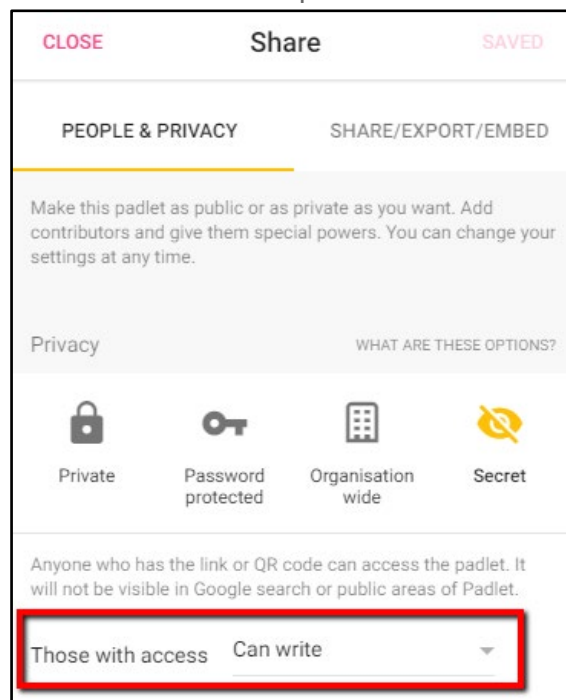 CLOSE Share SAVED
PEOPLE & PRIVACY SHARE/EXPORT/EMBED
Make this padlet as public or as private as you want. Add
contributors and give them special powers. You can change your
settings at any time.
Privacy WHAT ARE THESE OPTIONS?
Private Password Organisation Secret
protected wide
Anyone who has the link or QR code can access the padlet. It
will not be visible in Google search or public areas of Padlet.
Those with access Can write